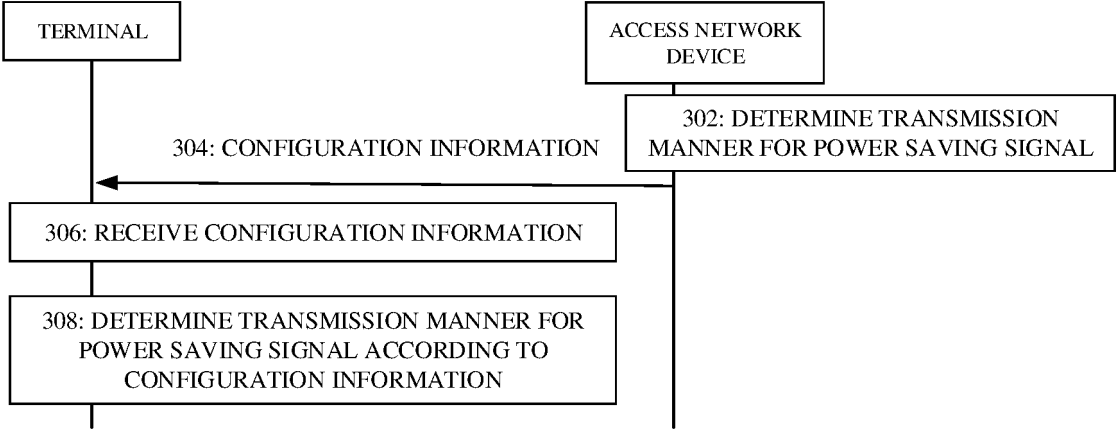 TERMINAL
ACCESS NETWORK
DEVICE
302: DETERMINE TRANSMISSION
MANNER FOR POWER SAVING SIGNAL
304: CONFIGURATION INFORMATION
306: RECEIVE CONFIGURATION INFORMATION
308: DETERMINE TRANSMISSION MANNER FOR
POWER SAVING SIGNAL ACCORDING TO
CONFIGURATION INFORMATION